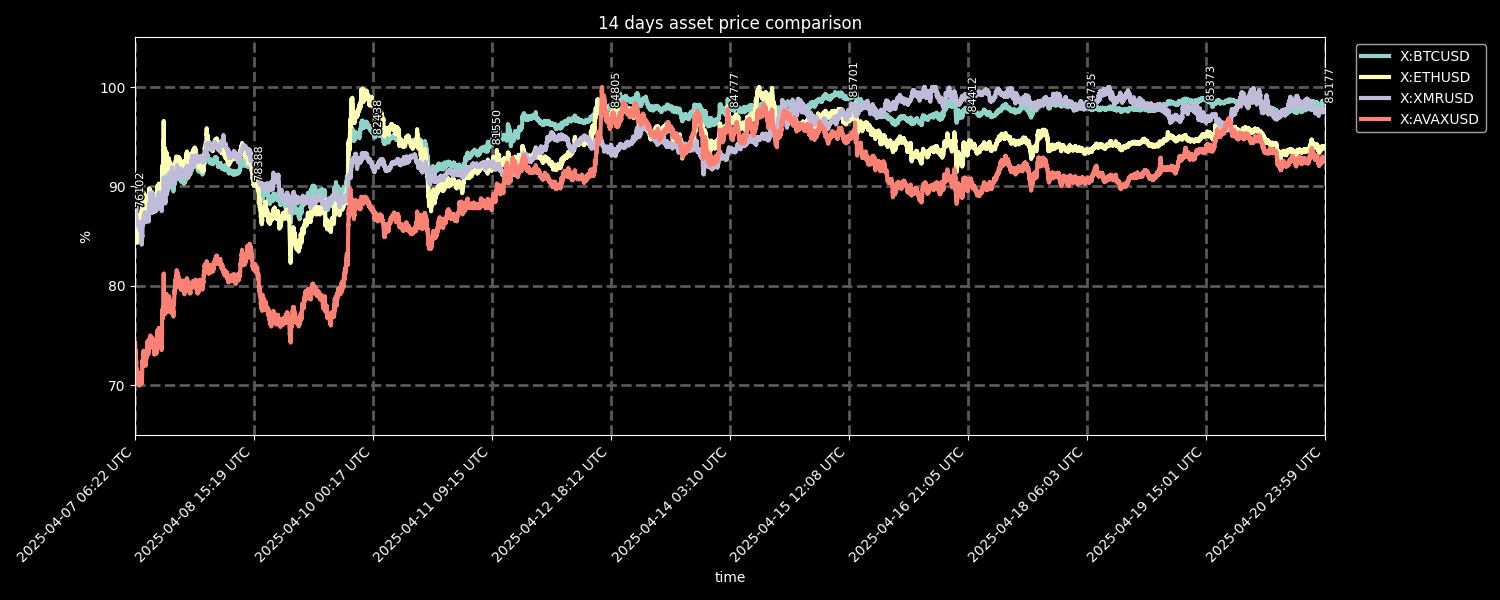 14 days asset price comparison
X:BTCUSD
X:ETHUSD
X:XMRUSD
X:AVAXUSD
100
90
80
70
%
76102
78388
82438
81550
84805
84777
85701
84412
84735
85373
85177
2025-04-07 06:22 UTC
2025-04-08 15:19 UTC
2025-04-10 00:17 UTC
2025-04-11 09:15 UTC
2025-04-12 18:12 UTC
2025-04-14 03:10 UTC
2025-04-15 12:08 UTC
2025-04-16 21:05 UTC
2025-04-18 06:03 UTC
2025-04-19 15:01 UTC
2025-04-20 23:59 UTC
time